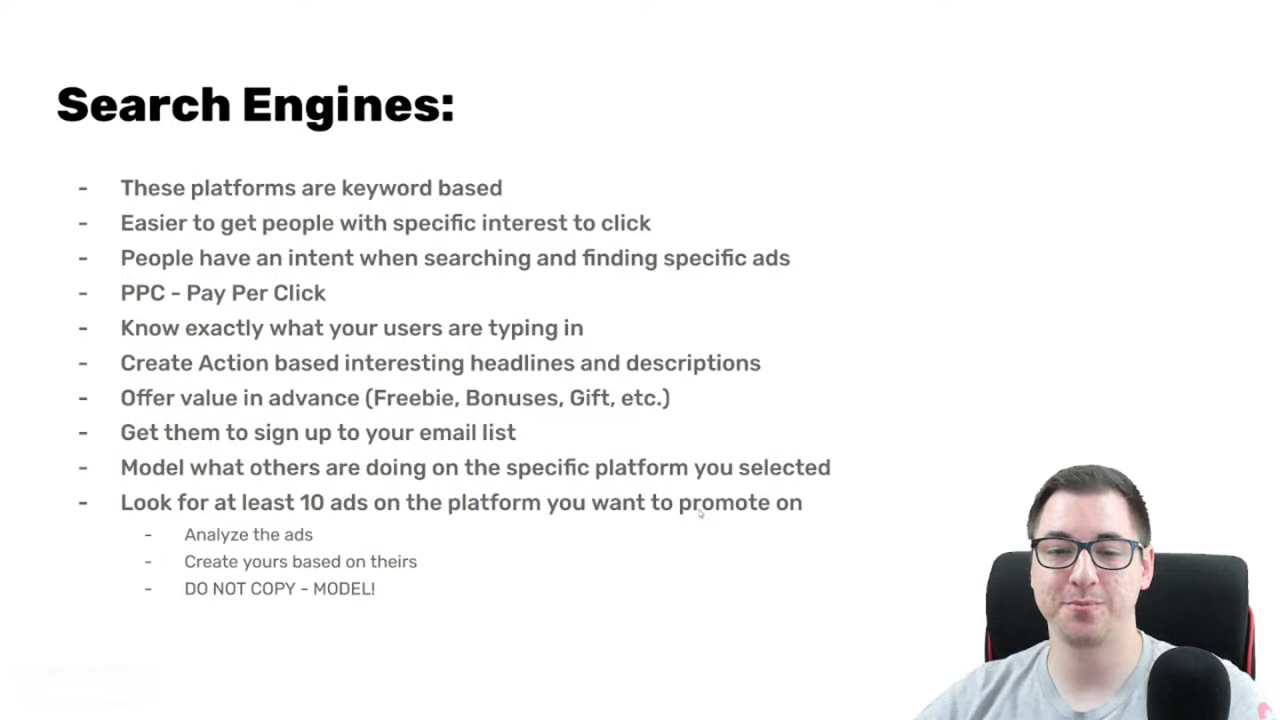 Search Engines:
- These platforms are keyword based
- Easier to get people with specific interest to click
- People have an intent when searching and finding specific ads
- PPC - Pay Per Click
- Know exactly what your users are typing in
- Create Action based interesting headlines and descriptions
- Offer value in advance (Freebie, Bonuses, Gift, etc.)
- Get them to sign up to your email list
- Model what others are doing on the specific platform you selected
- Look for at least 10 ads on the platform you want to promote on
- Analyze the ads
- Create yours based on theirs
- DO NOT COPY - MODEL!